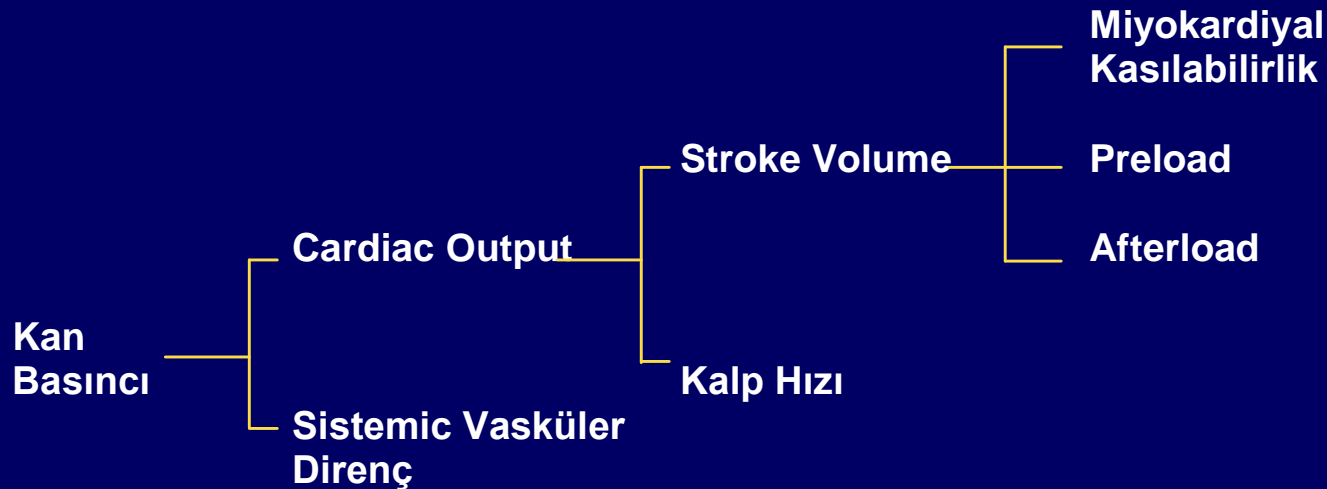 Miyokardiyal
Kasılabilirlik
Stroke Volume
Preload
Cardiac Output
Afterload
Kan
Basıncı
Kalp Hızı
Sistemic Vasküler
Direnç